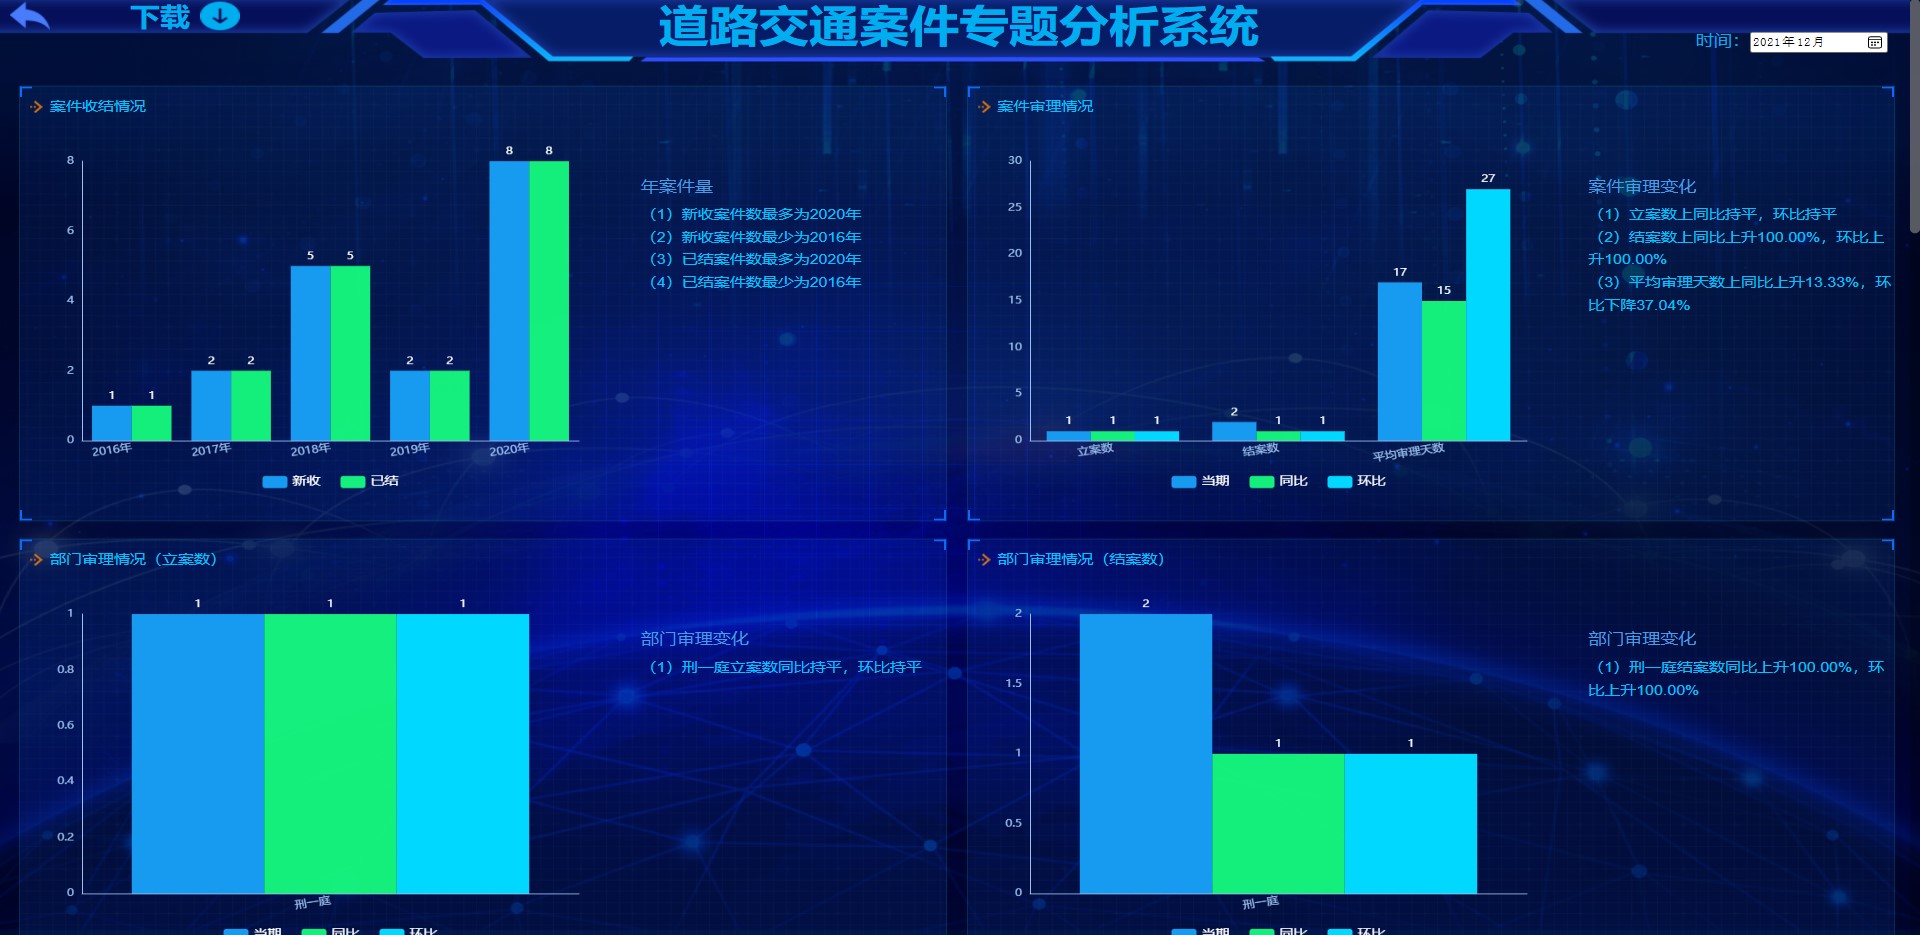 下载
道路交通案件专题分析系统
时间：
2021年12月
案件收结情况
8
6
4
2
0
1 1
2 2
5 5
2 2
8 8
2016年 2017年 2018年 2019年 2020年
新收 已结
年案件量
（1）新收案件数最多为2020年
（2）新收案件数最少为2016年
（3）已结案件数最多为2020年
（4）已结案件数最少为2016年
案件审理情况
30
25
20
15
10
5
0
1 1 1
2 1 1
17 15 27
立案数 结案数 平均审理天数
当期 同比 环比
案件审理变化
（1）立案数上同比持平，环比持平
（2）结案数上同比上升100.00%，环比上
升100.00%
（3）平均审理天数上同比上升13.33%，环
比下降37.04%
部门审理情况（立案数）
1
0.8
0.6
0.4
0.2
0
1 1 1
刑一庭
当期 同比 环比
部门审理变化
（1）刑一庭立案数同比持平，环比持平
部门审理情况（结案数）
2
1.5
1
0.5
0
2 1 1
刑一庭
当期 同比 环比
部门审理变化
（1）刑一庭结案数同比上升100.00%，环
比上升100.00%